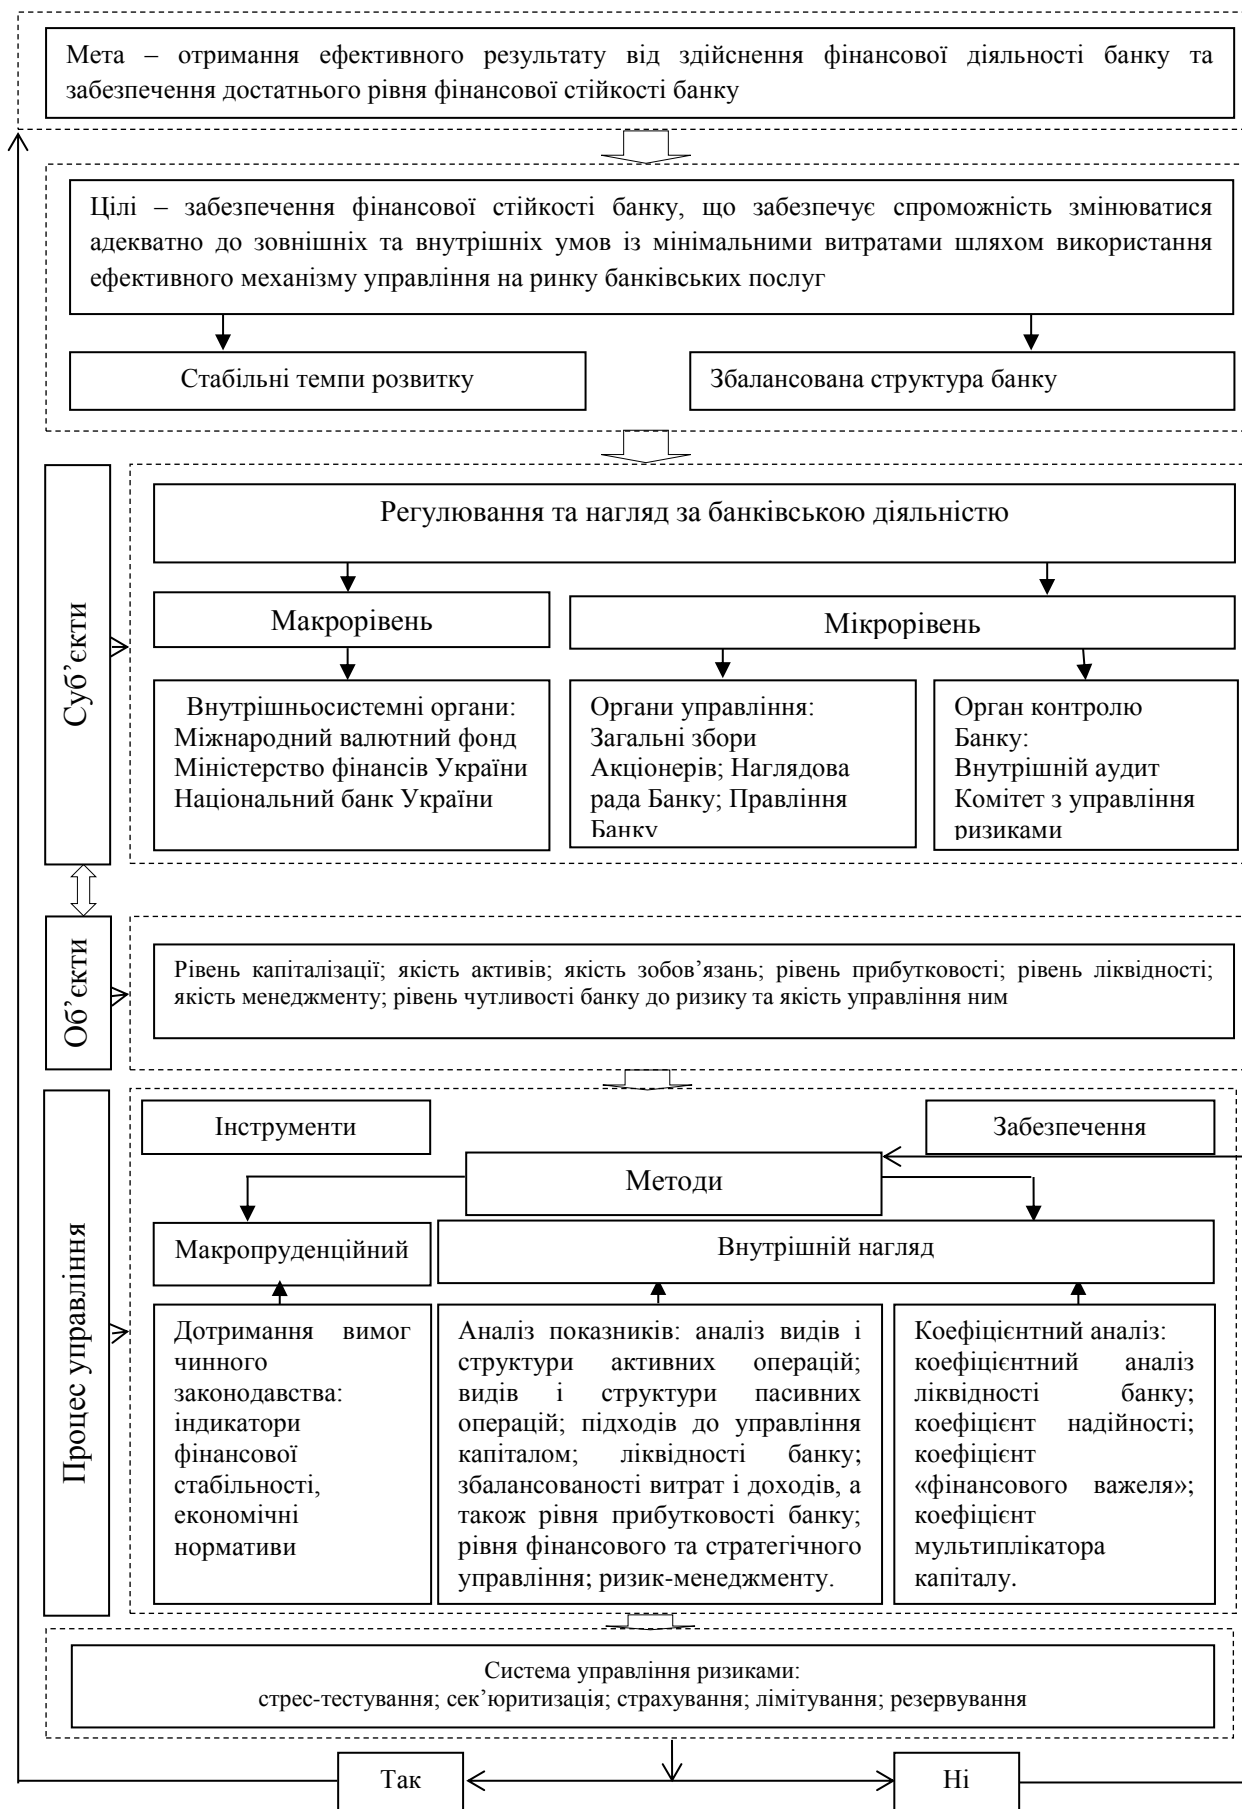 Мета – отримання ефективного результату від здійснення фінансової діяльності банку та
забезпечення достатнього рівня фінансової стійкості банку
Цілі – забезпечення фінансової стійкості банку, що забезпечує спроможність змінюватися
адекватно до зовнішніх та внутрішніх умов із мінімальними витратами шляхом використання
ефективного механізму управління на ринку банківських послуг
Стабільні темпи розвитку
Збалансована структура банку
Суб’єкти
Регулювання та нагляд за банківською діяльністю
Макрорівень
Мікрорівень
Внутрішньосистемні органи:
Міжнародний валютний фонд
Міністерство фінансів України
Національний банк України
Органи управління:
Загальні збори
Акціонерів; Наглядова
рада Банку; Правління
Банку
Орган контролю
Банку:
Внутрішній аудит
Комітет з управління
ризиками
Об’єкти
Рівень капіталізації; якість активів; якість зобов’язань; рівень прибутковості; рівень ліквідності;
якість менеджменту; рівень чутливості банку до ризику та якість управління ним
Процес управління
Інструменти
Забезпечення
Методи
Макропруденційний
Внутрішній нагляд
Дотримання вимог
чинного
законодавства:
індикатори
фінансової
стабільності,
економічні
нормативи
Аналіз показників: аналіз видів і
структури активних операцій;
видів і структури пасивних
операцій; підходів до управління
капіталом; ліквідності банку;
збалансованості витрат і доходів, а
також рівня прибутковості банку;
рівня фінансового та стратегічного
управління; ризик-менеджменту.
Коефіцієнтний аналіз:
коефіцієнтний аналіз
ліквідності банку;
коефіцієнт надійності;
коефіцієнт
«фінансового важеля»;
коефіцієнт
мультиплікатора
капіталу.
Система управління ризиками:
стрес-тестування; сек’юритизація; страхування; лімітування; резервування
Так
Ні